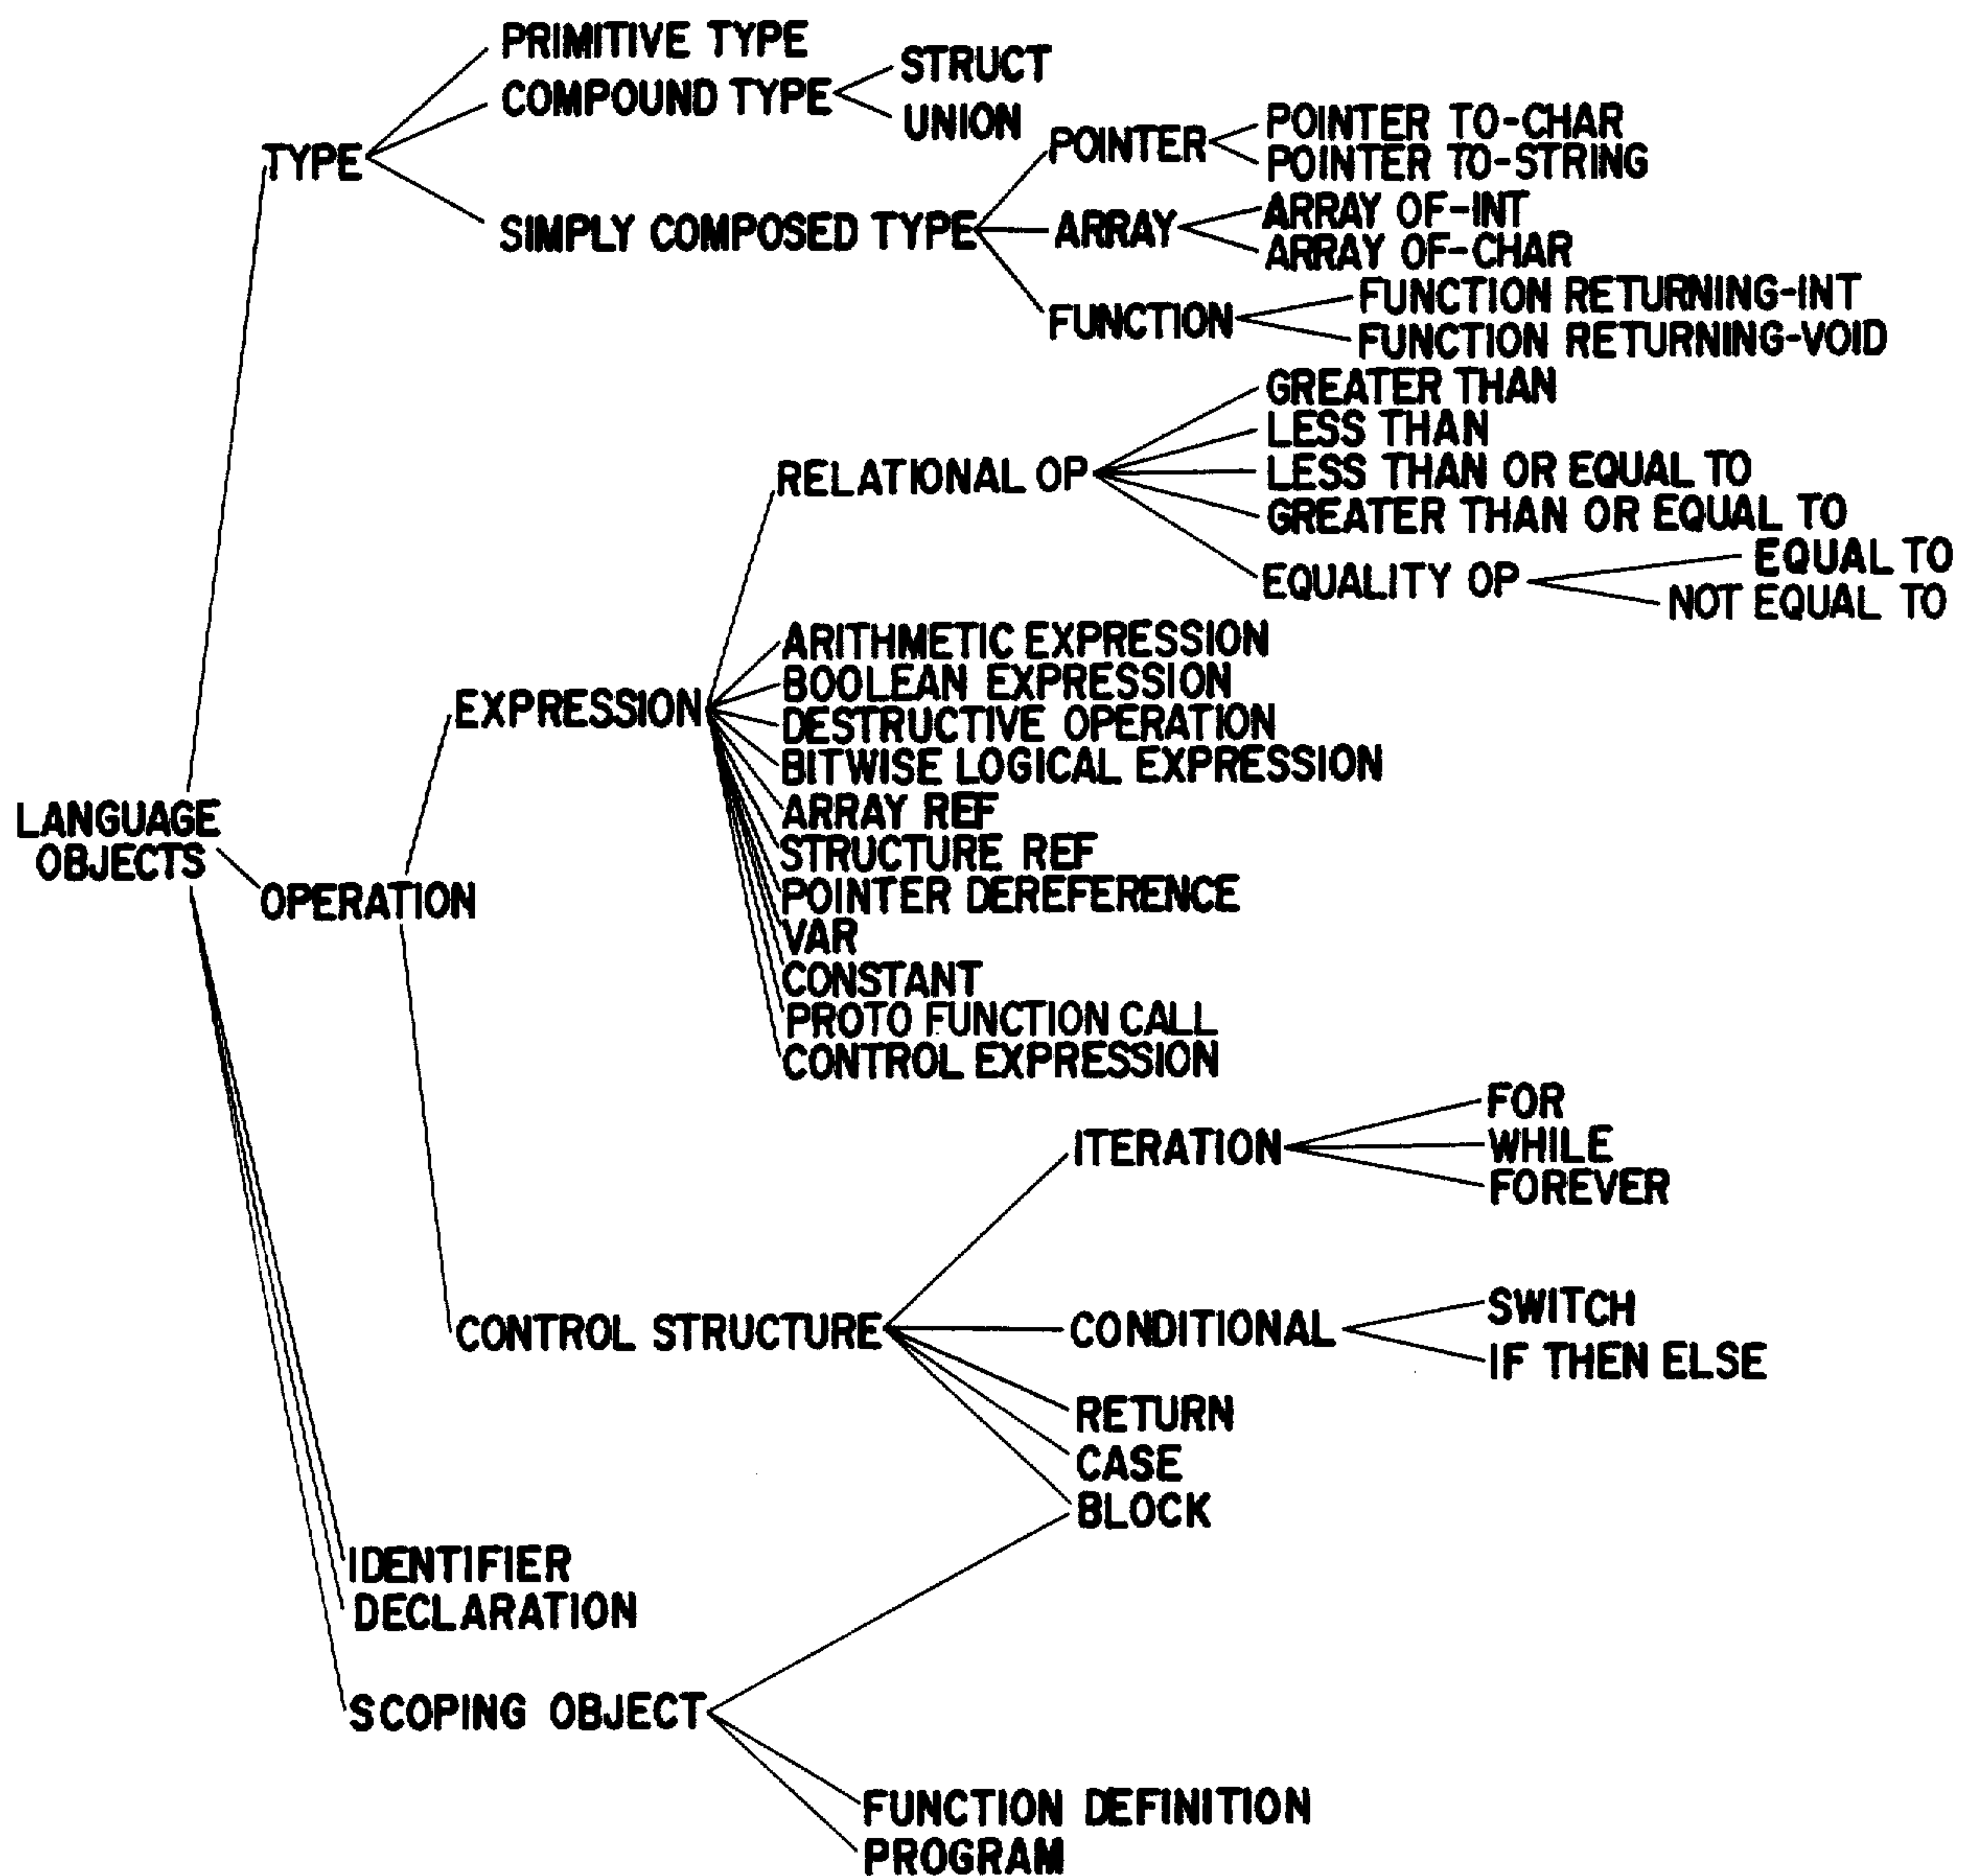 PRIMITIVE TYPE
COMPOUND TYPE
STRUCT
UNION
TYPE
POINTER
POINTER TO-CHAR
POINTER TO-STRING
SIMPLY COMPOSED TYPE
ARRAY
ARRAY OF-INT
ARRAY OF-CHAR
FUNCTION
FUNCTION RETURNING-INT
FUNCTION RETURNING-VOID
GREATER THAN
LESS THAN
RELATIONAL OP
LESS THAN OR EQUAL TO
GREATER THAN OR EQUAL TO
EQUALITY OP
EQUAL TO
NOT EQUAL TO
ARITHMETIC EXPRESSION
BOOLEAN EXPRESSION
EXPRESSION
DESTRUCTIVE OPERATION
BITWISE LOGICAL EXPRESSION
ARRAY REF
STRUCTURE REF
LANGUAGE
OBJECTS
OPERATION
POINTER DEREFERENCE
VAR
CONSTANT
PROTO FUNCTION CALL
CONTROL EXPRESSION
ITERATION
FOR
WHILE
FOREVER
CONTROL STRUCTURE
CONDITIONAL
SWITCH
IF THEN ELSE
RETURN
CASE
BLOCK
IDENTIFIER
DECLARATION
SCOPING OBJECT
FUNCTION DEFINITION
PROGRAM